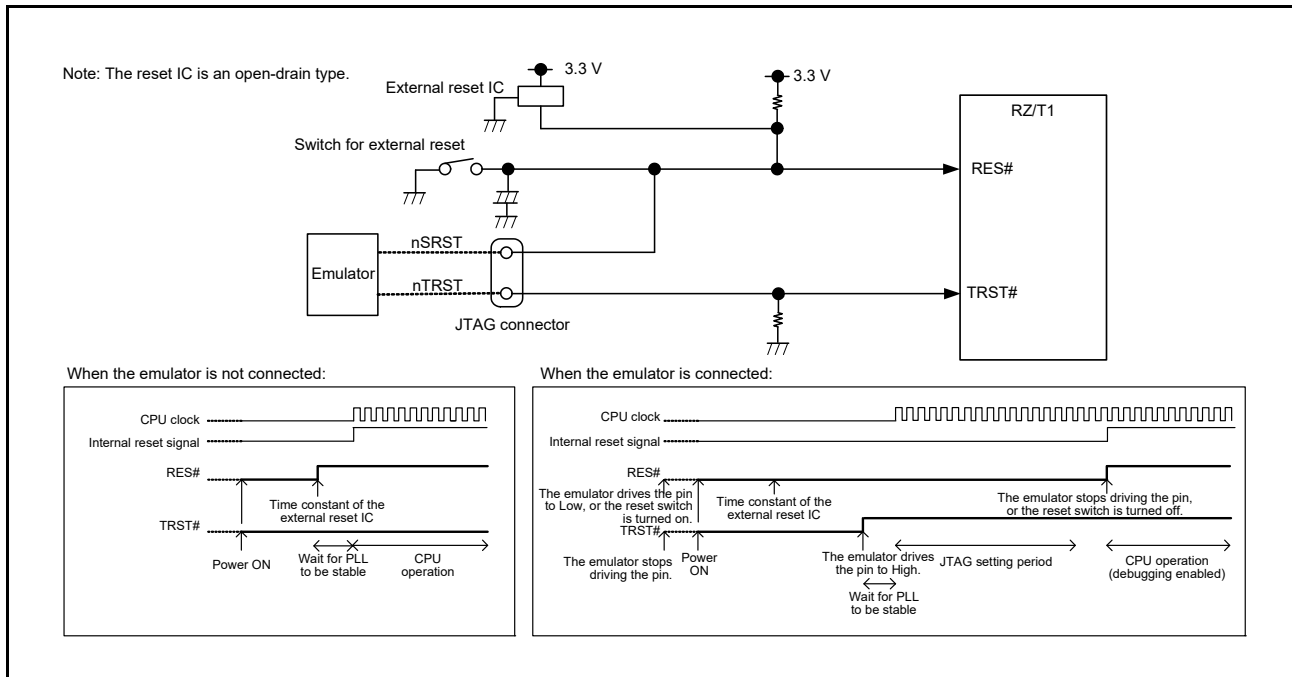 Note: The reset IC is an open-drain type.
3.3 V
3.3 V
External reset IC
RZ/T1
Switch for external reset
RES#
nSRST
Emulator
nTRST
TRST#
JTAG connector
When the emulator is not connected:
CPU clock
Internal reset signal
RES#
Time constant of the
external reset IC
TRST#
Power ON
Wait for PLL
to be stable
CPU
operation
When the emulator is connected:
CPU clock
Internal reset signal
RES#
The emulator drives the pin
to Low, or the reset switch
is turned on.
Time constant of the
external reset IC
The emulator stops driving the pin,
or the reset switch is turned off.
TRST#
The emulator stops
driving the pin.
Power
ON
The emulator drives
the pin to High.
Wait for PLL
to be stable
JTAG setting period
CPU operation
(debugging enabled)